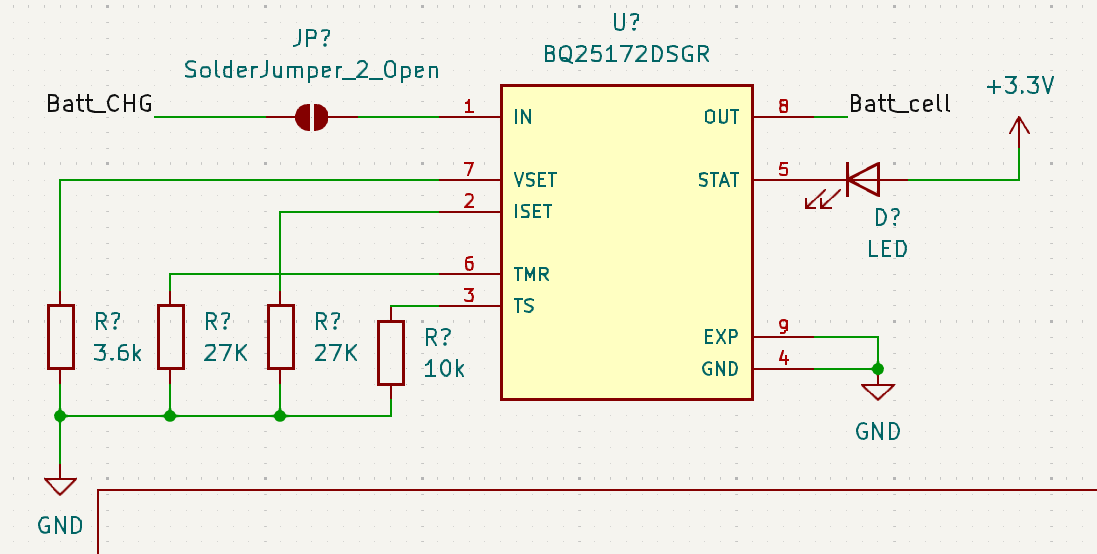 U?
BQ25172DSGR
JP?
SolderJumper_2_Open
Batt_CHG
1
IN
OUT
8
Batt_cell
+3.3V
7
VSET
STAT
5
2
ISET
D?
LED
6
TMR
3
TS
R?
3.6k
R?
27K
R?
27K
R?
10k
EXP
9
GND
4
GND
GND